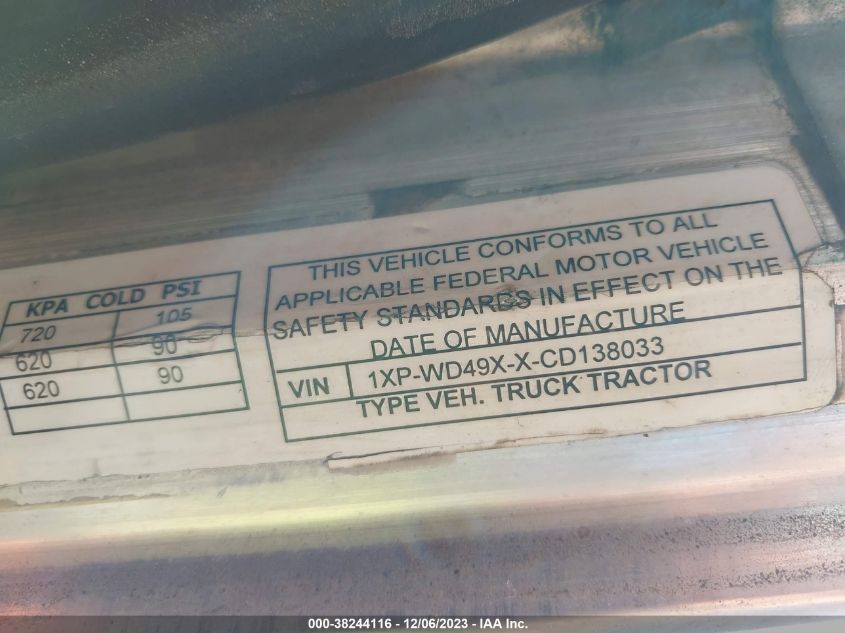 KPA COLD PSI
720 105
620 90
620 90
THIS VEHICLE CONFORMS TO ALL
APPLICABLE FEDERAL MOTOR VEHICLE
SAFETY STANDARDS IN EFFECT ON THE
DATE OF MANUFACTURE
VIN 1XP-WD49X-X-CD138033
TYPE VEH. TRUCK TRACTOR
000-38244116 - 12/06/2023 - IAA Inc.